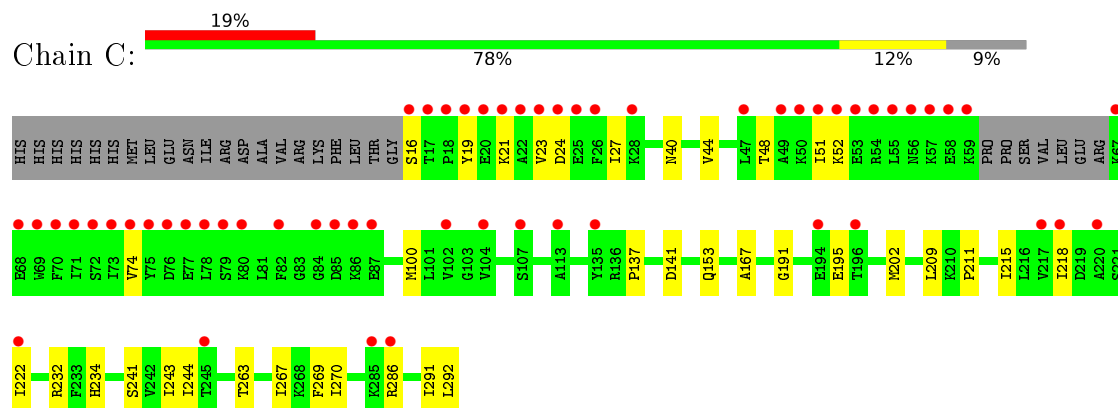 19%
Chain C:
78% 12% 9%
HIS HIS HIS HIS HIS HIS MET LEU GLU ASN ILE ARG ASP ALA VAL ARG LYS PHE LEU THR GLY S16 T17 P18 Y19 E20 K21 A22 V23 D24 E25 F26 I27 K28 N40 V44 L47 T48 A49 K50 I51 K52 E53 R54 L55 N56 K57 E58 K59 PRO PRO SER VAL LEU GLU ARG K67
E68 W69 F70 I71 S72 I73 V74 Y75 D76 E77 L78 S79 K80 L81 F82 G83 G84 D85 K86 E87 M100 L101 V102 G103 V104 S107 A113 Y135 R136 P137 D141 Q153 A167 G191 E194 E195 T196 M202 L209 K210 P211 I215 L216 V217 I218 D219 A220 S221
I222 R232 F233 H234 S241 V242 I243 I244 T245 T263 I267 K268 F269 I270 K285 R286 I291 L292